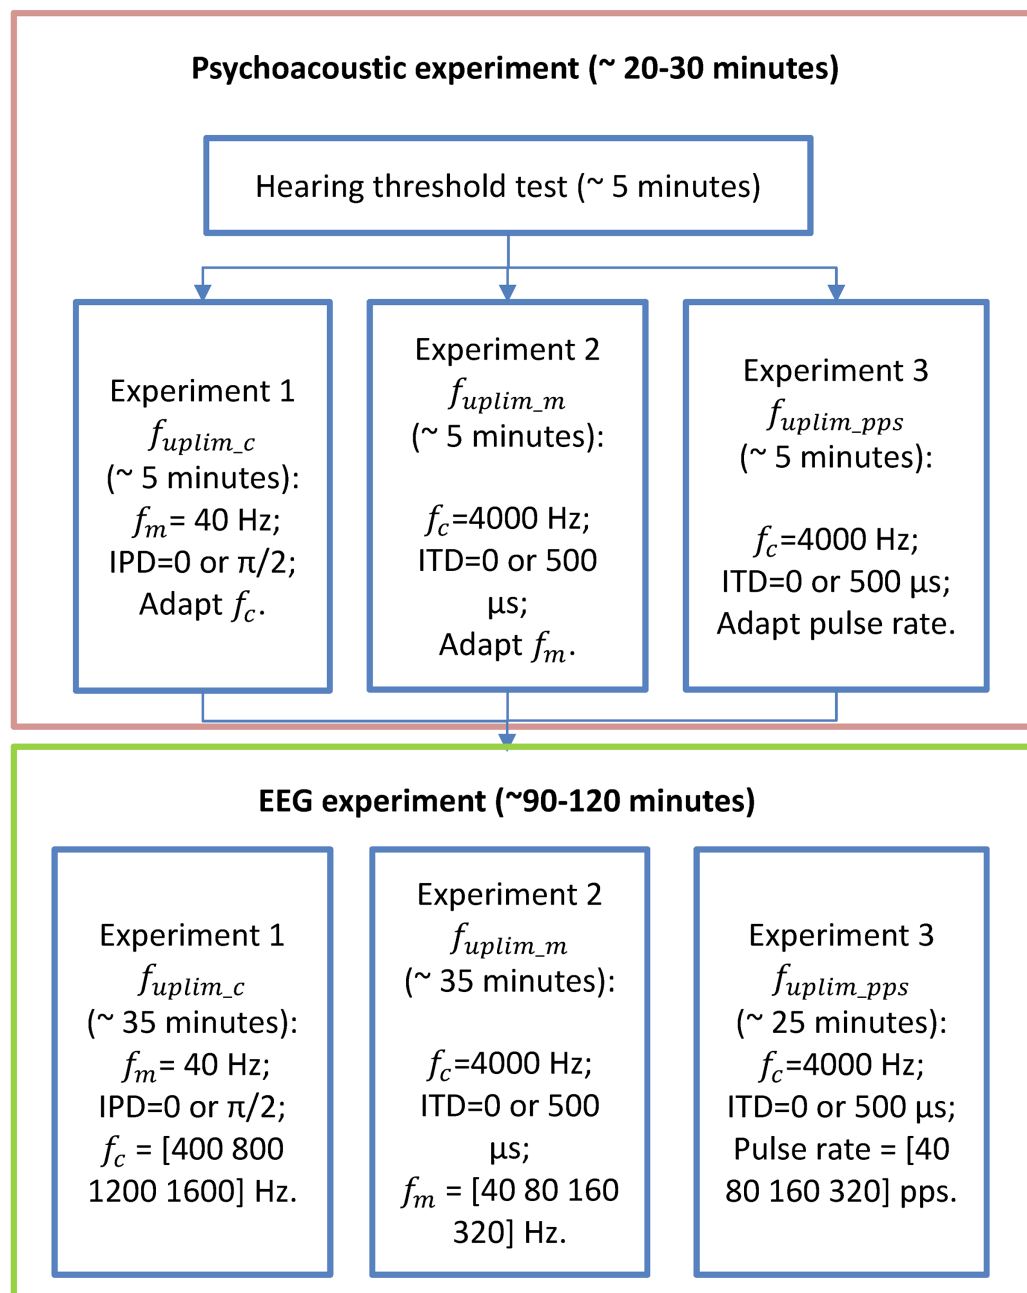 Psychoacoustic experiment (~ 20-30 minutes)
Hearing threshold test (~ 5 minutes)
Experiment 1
f_uplim_c
(~ 5 minutes):
f_m= 40 Hz;
IPD=0 or π/2;
Adapt f_c.
Experiment 2
f_uplim_m
(~ 5 minutes):
f_c=4000 Hz;
ITD=0 or 500
µs;
Adapt f_m.
Experiment 3
f_uplim_pps
(~ 5 minutes):
f_c=4000 Hz;
ITD=0 or 500 µs;
Adapt pulse rate.
EEG experiment (~90-120 minutes)
Experiment 1
f_uplim_c
(~ 35 minutes):
f_m= 40 Hz;
IPD=0 or π/2;
f_c = [400 800
1200 1600] Hz.
Experiment 2
f_uplim_m
(~ 35 minutes):
f_c=4000 Hz;
ITD=0 or 500
µs;
f_m = [40 80 160
320] Hz.
Experiment 3
f_uplim_pps
(~ 25 minutes):
f_c=4000 Hz;
ITD=0 or 500 µs;
Pulse rate = [40
80 160 320] pps.